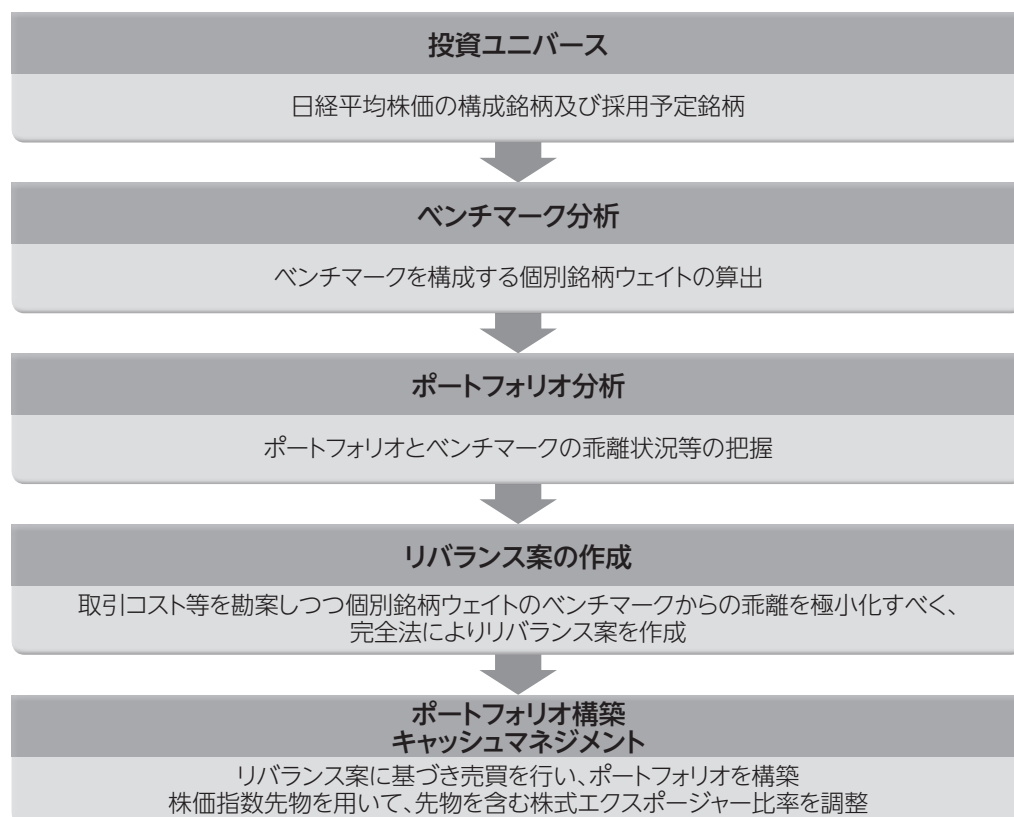 投資ユニバース
日経平均株価の構成銘柄及び採用予定銘柄
ベンチマーク分析
ベンチマークを構成する個別銘柄ウェイトの算出
ポートフォリオ分析
ポートフォリオとベンチマークの乖離状況等の把握
リバランス案の作成
取引コスト等を勘案しつつ個別銘柄ウェイトのベンチマークからの乖離を極小化すべく、
完全法によりリバランス案を作成
ポートフォリオ構築
キャッシュマネジメント
リバランス案に基づき売買を行い、ポートフォリオを構築
株価指数先物を用いて、先物を含む株式エクスポージャー比率を調整